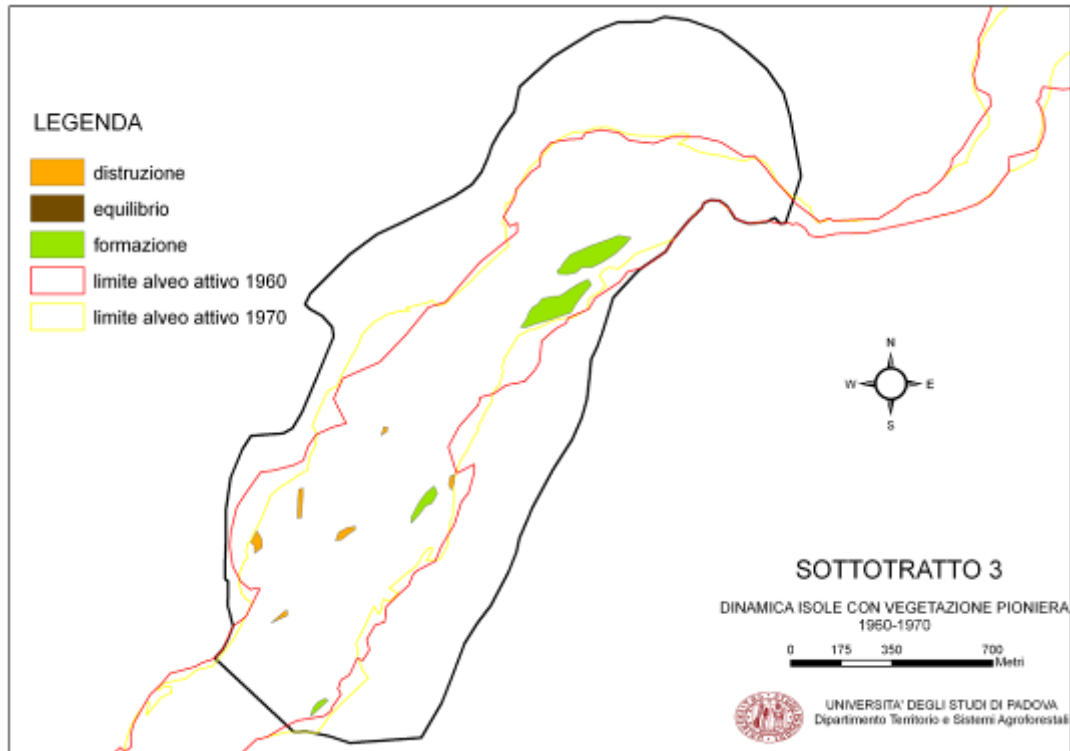 LEGENDA
distruzione
equilibrio
formazione
limite alveo attivo 1960
limite alveo attivo 1970
N
W E
S
SOTTOTRATTO 3
DINAMICA ISOLE CON VEGETAZIONE PIONIERA
1960-1970
0 175 350 700
Metri
UNIVERSITA' DEGLI STUDI DI PADOVA
Dipartimento Territorio e Sistemi Agroforestali